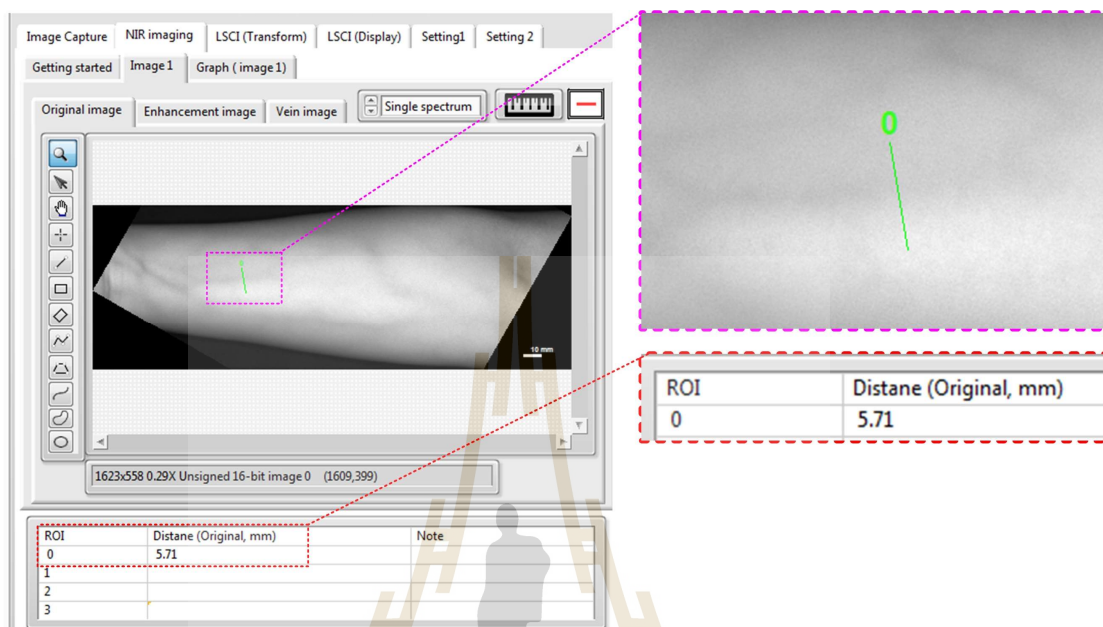 Image Capture NIR imaging LSCI (Transform) LSCI (Display) Setting1 Setting 2
Getting started Image 1 Graph ( image 1)
Original image Enhancement image Vein image Single spectrum
0
10 mm
1623x558 0.29X Unsigned 16-bit image 0 (1609,399)
ROI Distane (Original, mm) Note
0 5.71
1
2
3
0
ROI Distane (Original, mm)
0 5.71